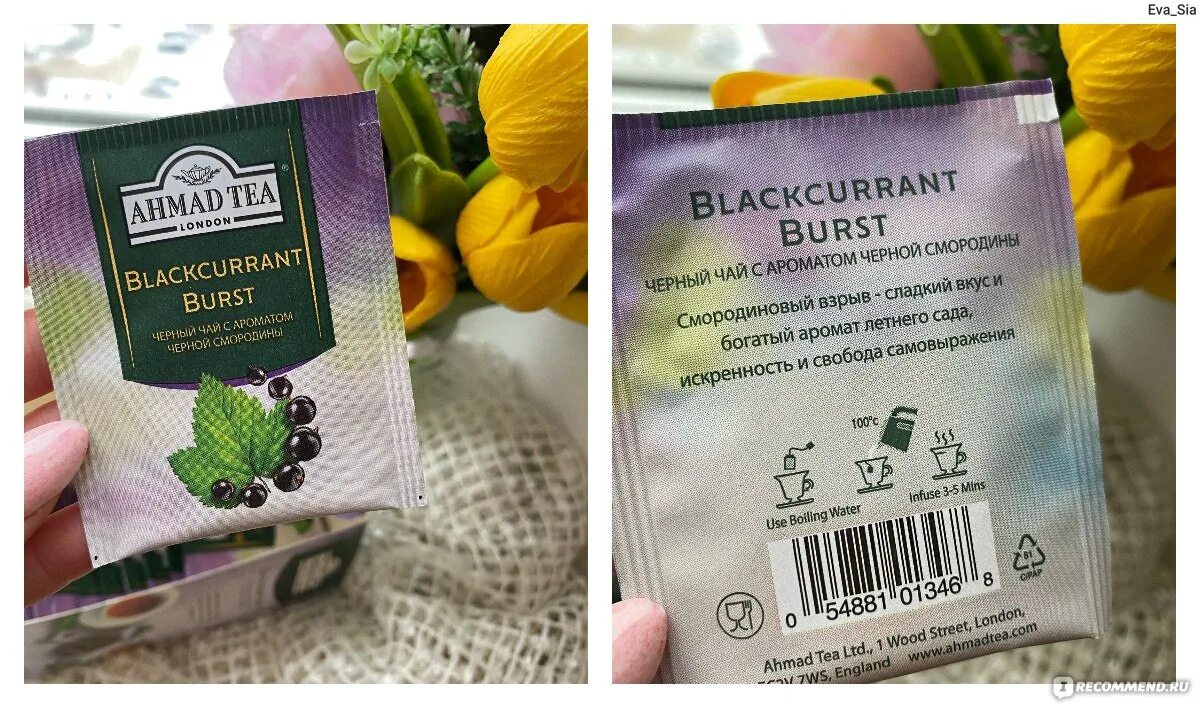 Eva_Sia
AHMAD TEA
LONDON
BLACKCURRANT
BURST
ЧЕРНЫЙ ЧАЙ С АРОМАТОМ
ЧЕРНОЙ СМОРОДИНЫ
BLACKCURRANT
BURST
ЧЕРНЫЙ ЧАЙ С АРОМАТОМ ЧЕРНОЙ СМОРОДИНЫ
Смородиновый взрыв - сладкий вкус и
богатый аромат летнего сада,
искренность и свобода самовыражения
100°c
Use Boiling Water
Infuse 3-5 Mins
0 54881 01346 8
81
C/PAP
Ahmad Tea Ltd., 1 Wood Street, London,
7WS, England www.ahmadtea.com
IRECOMMEND.RU